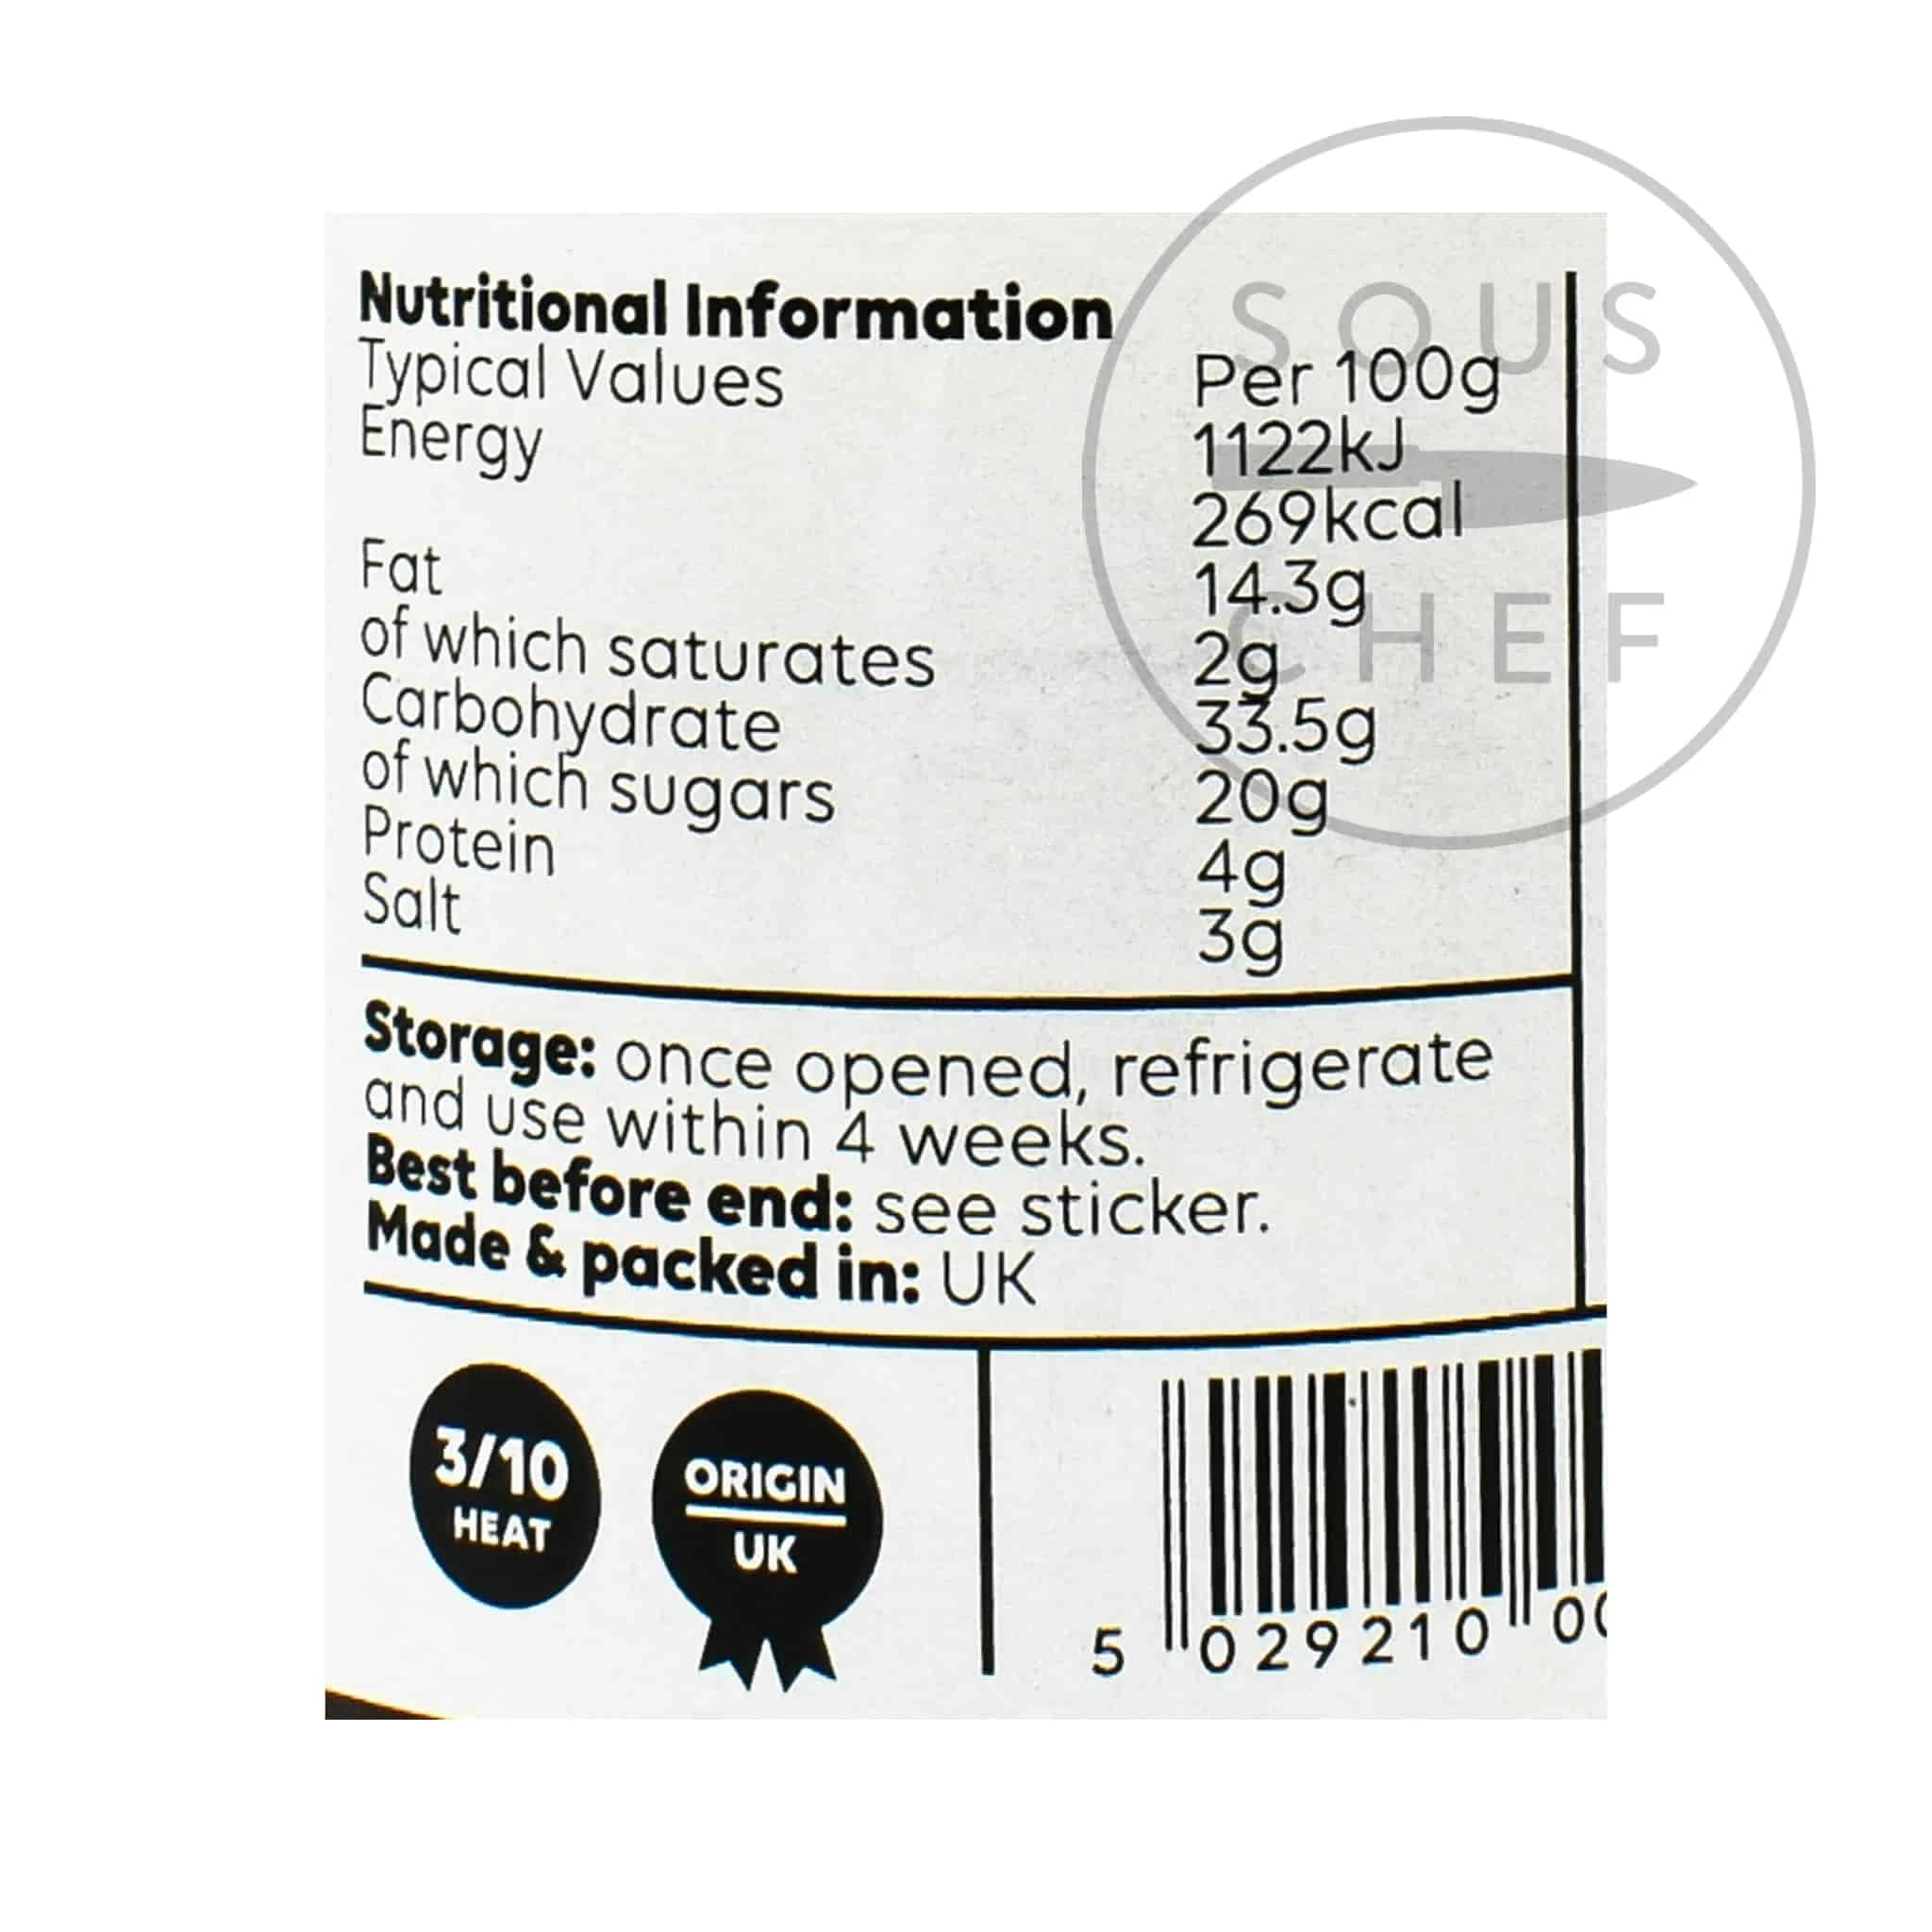 SOUS
CHEF
Nutritional Information
Typical Values Per 100g
Energy 1122kJ
269kcal
Fat 14.3g
of which saturates 2g
Carbohydrate 33.5g
of which sugars 20g
Protein 4g
Salt 3g
Storage: once opened, refrigerate
and use within 4 weeks.
Best before end: see sticker.
Made & packed in: UK
3/10
HEAT
ORIGIN
UK
5 029210 0